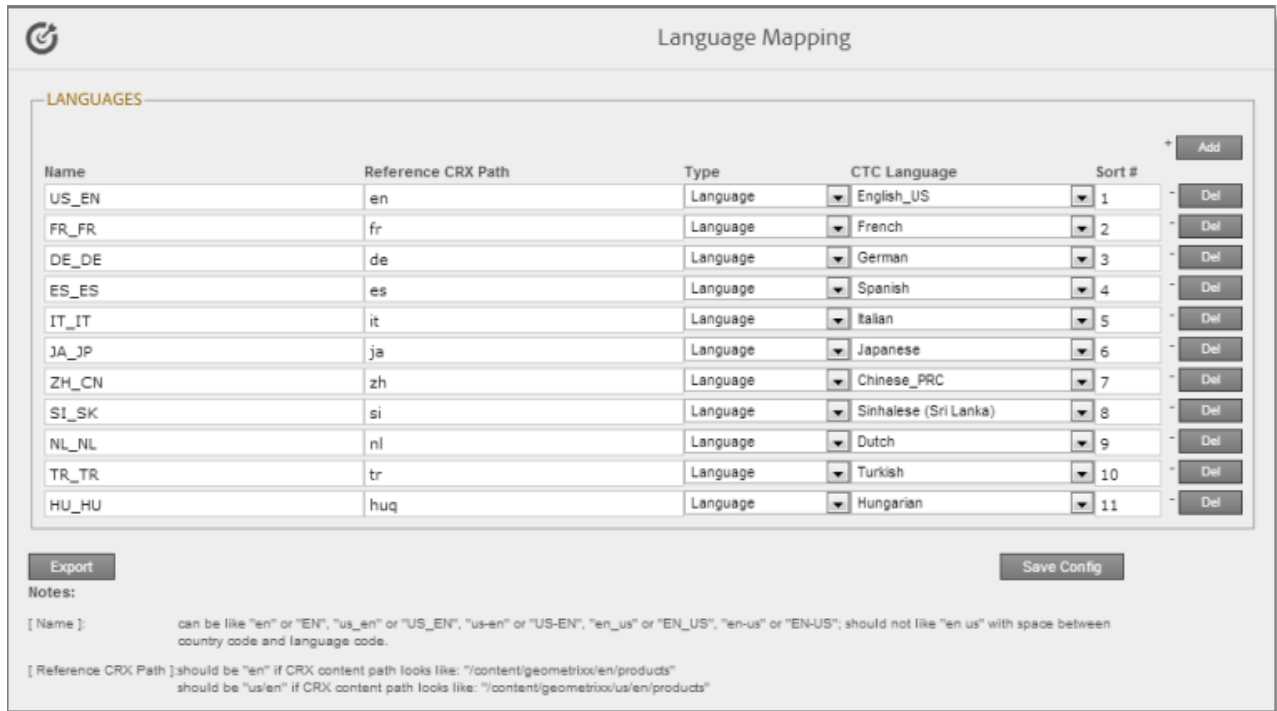 Language Mapping
LANGUAGES
+ Add
Name Reference CRX Path Type CTC Language Sort #
US_EN en Language English_US 1 - Del
FR_FR fr Language French 2 - Del
DE_DE de Language German 3 - Del
ES_ES es Language Spanish 4 - Del
IT_IT it Language Italian 5 - Del
JA_JP ja Language Japanese 6 - Del
ZH_CN zh Language Chinese_PRC 7 - Del
SI_SK si Language Sinhalese (Sri Lanka) 8 - Del
NL_NL nl Language Dutch 9 - Del
TR_TR tr Language Turkish 10 - Del
HU_HU huq Language Hungarian 11 - Del
Export Save Config
Notes:
[ Name ]: can be like "en" or "EN", "us_en" or "US_EN", "us-en" or "US-EN", "en_us" or "EN_US", "en-us" or "EN-US"; should not like "en us" with space between
country code and language code.
[ Reference CRX Path ]:should be "en" if CRX content path looks like: "/content/geometrixx/en/products"
should be "us/en" if CRX content path looks like: "/content/geometrixx/us/en/products"